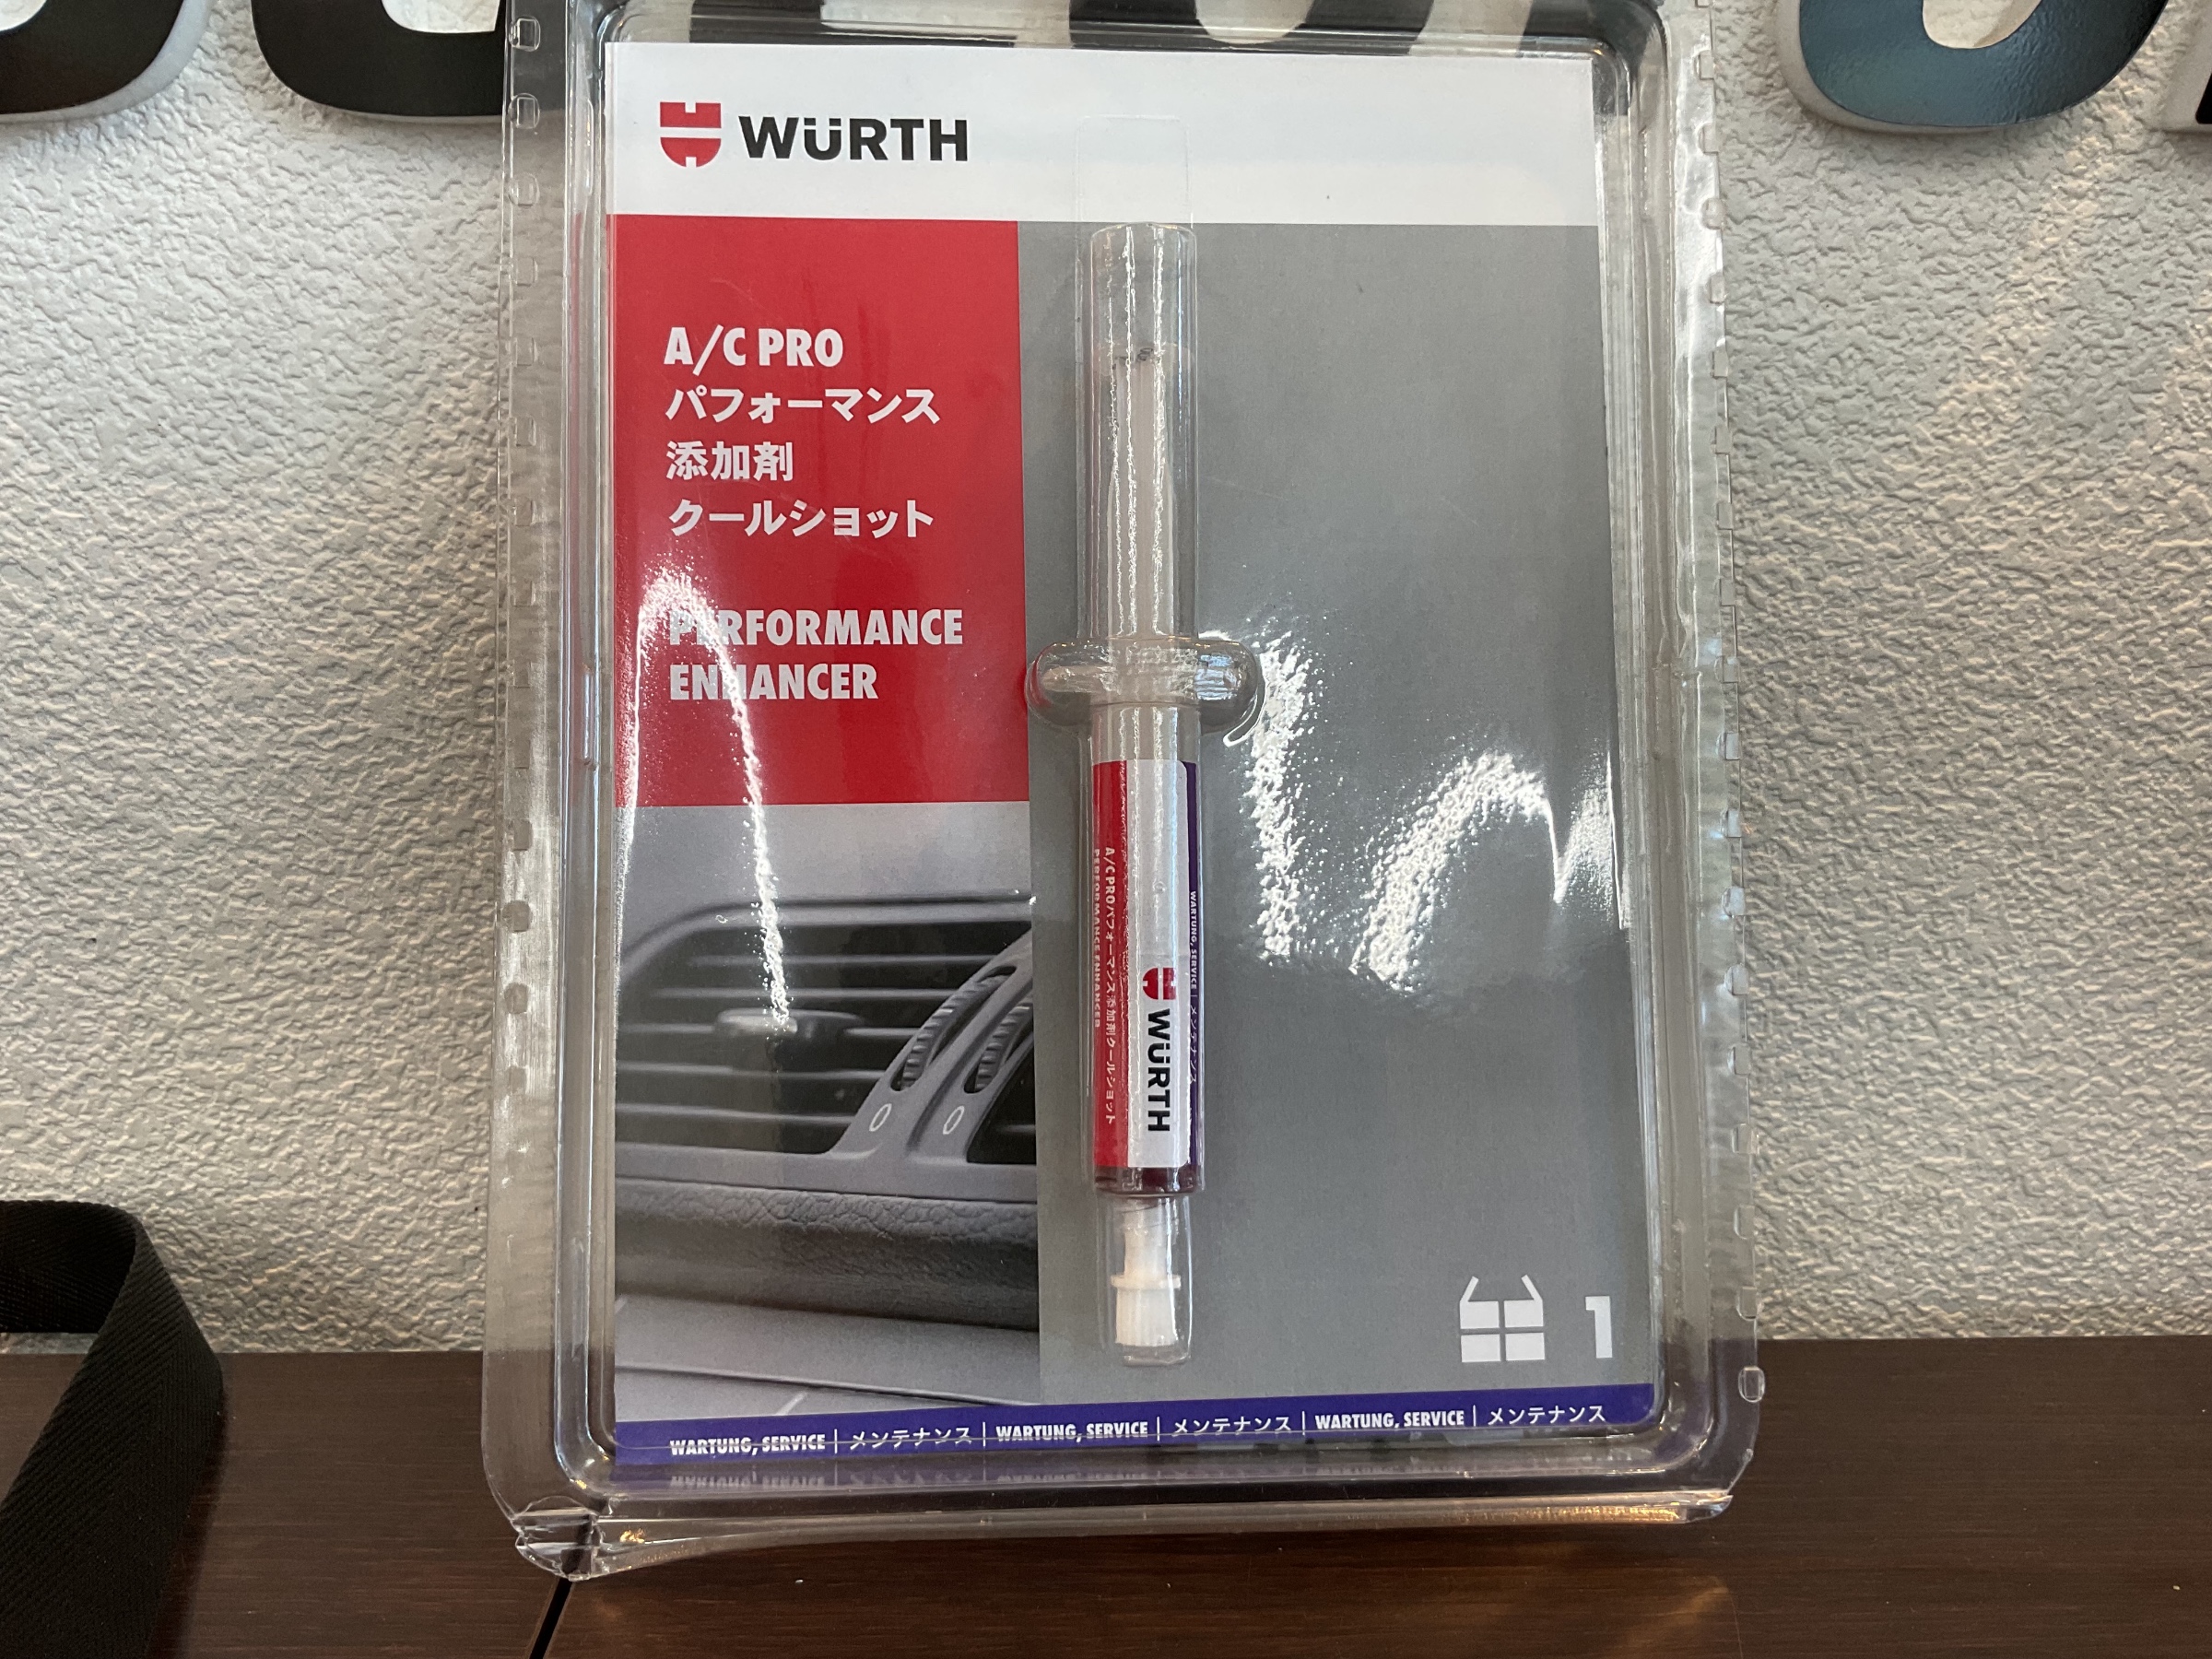 WÜRTH
A/C PRO
パフォーマンス
添加剤
クールショット
PERFORMANCE
ENHANCER
WARTUNG, SERVICE | メンテナンス
WÜRTH
A/C PRO パフォーマンス添加剤クールショット
PERFORMANCE ENHANCER
0 0
1
WARTUNG, SERVICE | メンテナンス | WARTUNG, SERVICE | メンテナンス | WARTUNG, SERVICE | メンテナンス